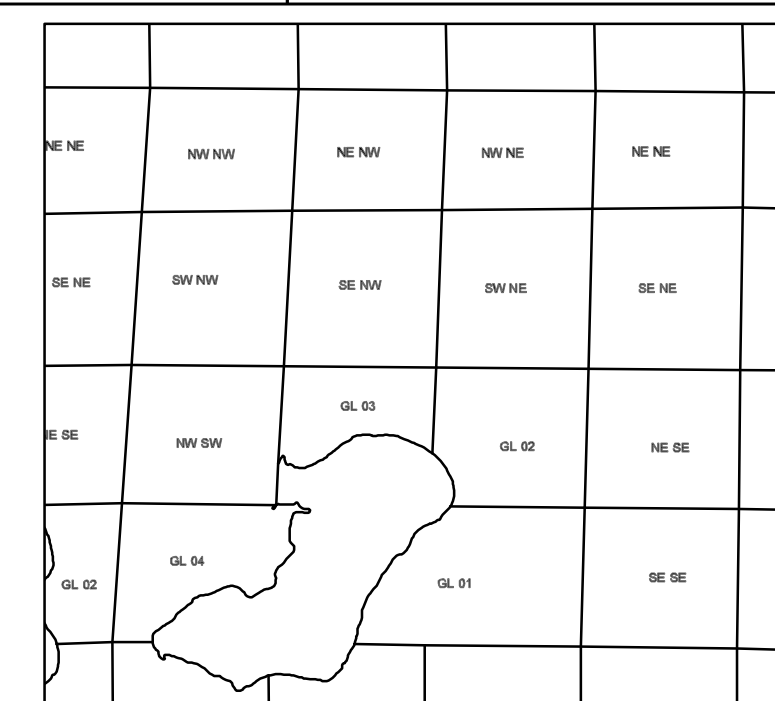 NE NE
NW NW
NE NW
NW NE
NE NE
SE NE
SW NW
SE NW
SW NE
SE NE
GL 03
IE SE
NW SW
GL 02
NE SE
GL 04
GL 02
GL 01
SE SE